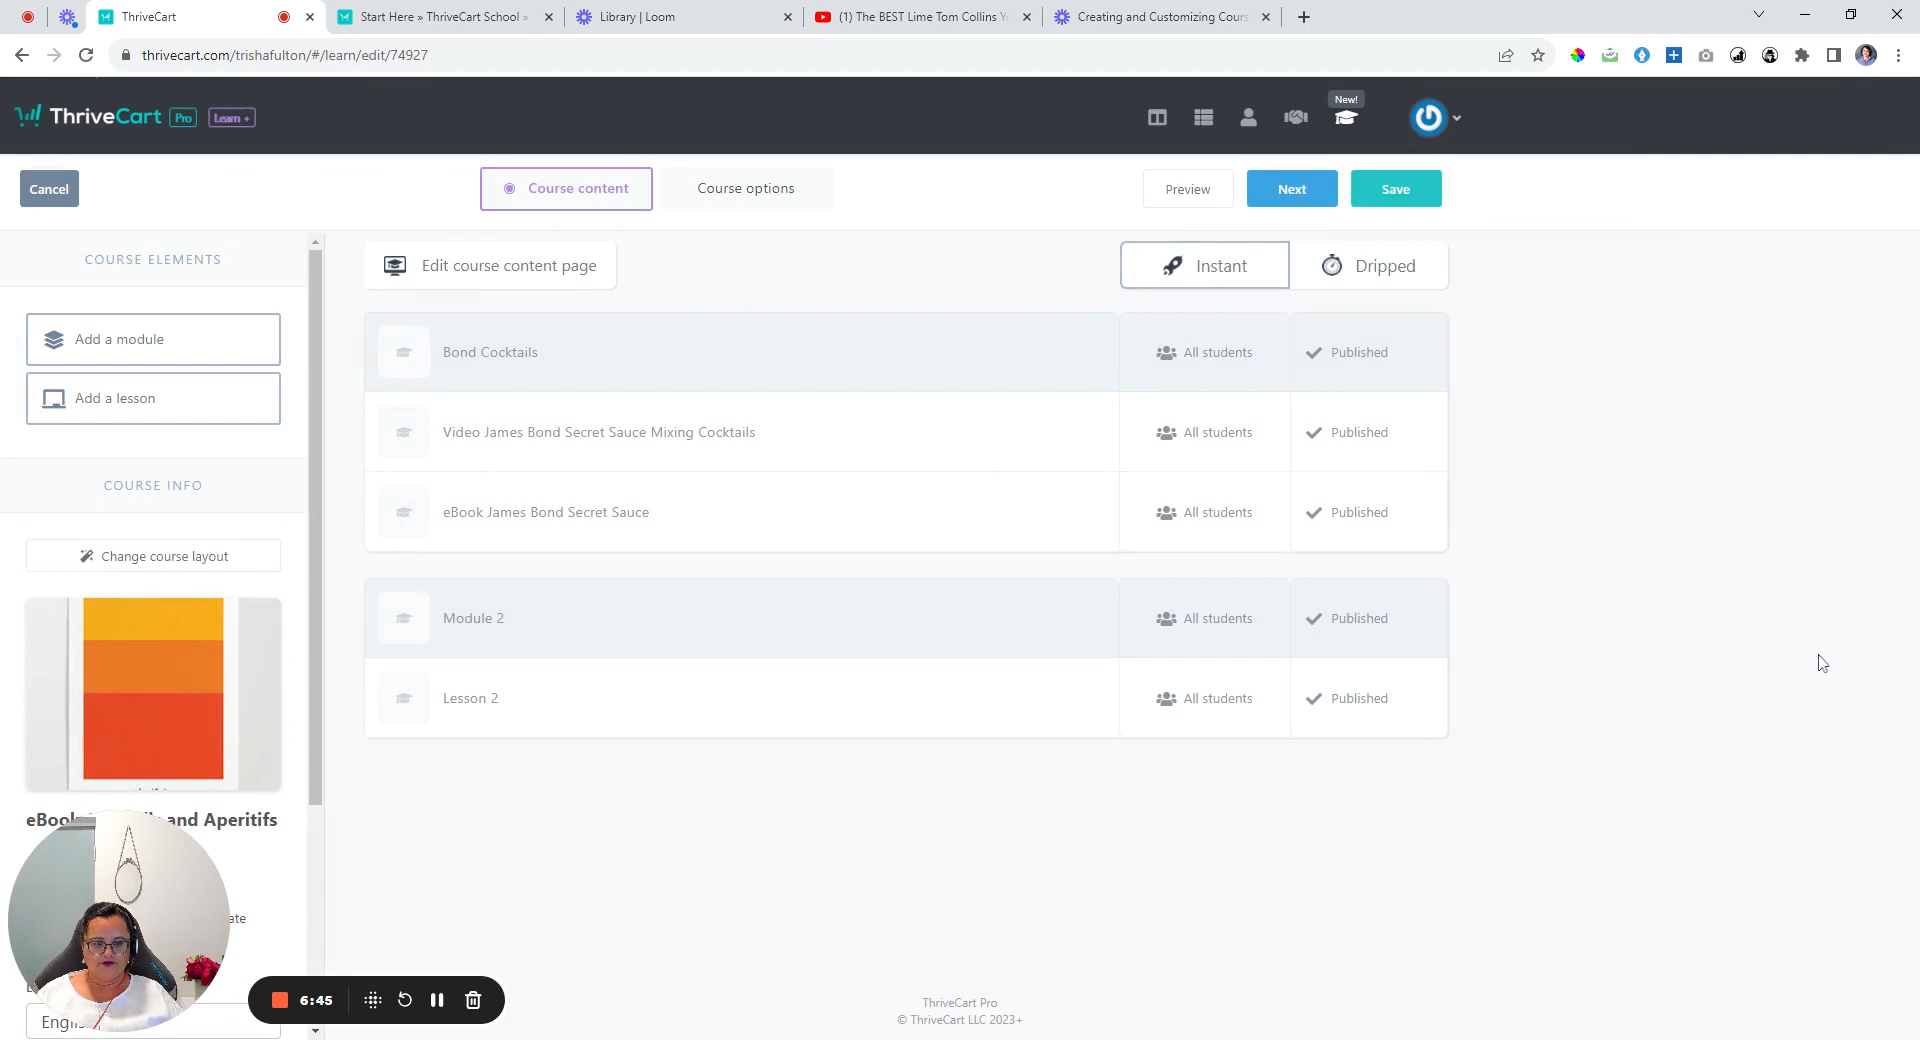 ThriveCart
Start Here » ThriveCart School »
Library | Loom
(1) The BEST Lime Tom Collins Yo
Creating and Customizing Cours
thrivecart.com/trishafulton/#/learn/edit/74927
ThriveCart Pro Learn +
New!
Cancel
Course content
Course options
Preview
Next
Save
COURSE ELEMENTS
Add a module
Add a lesson
COURSE INFO
Change course layout
Edit course content page
Instant
Dripped
Bond Cocktails
All students
Published
Video James Bond Secret Sauce Mixing Cocktails
All students
Published
eBook James Bond Secret Sauce
All students
Published
Module 2
All students
Published
Lesson 2
All students
Published
and Aperitifs
6:45
ThriveCart Pro
© ThriveCart LLC 2023+